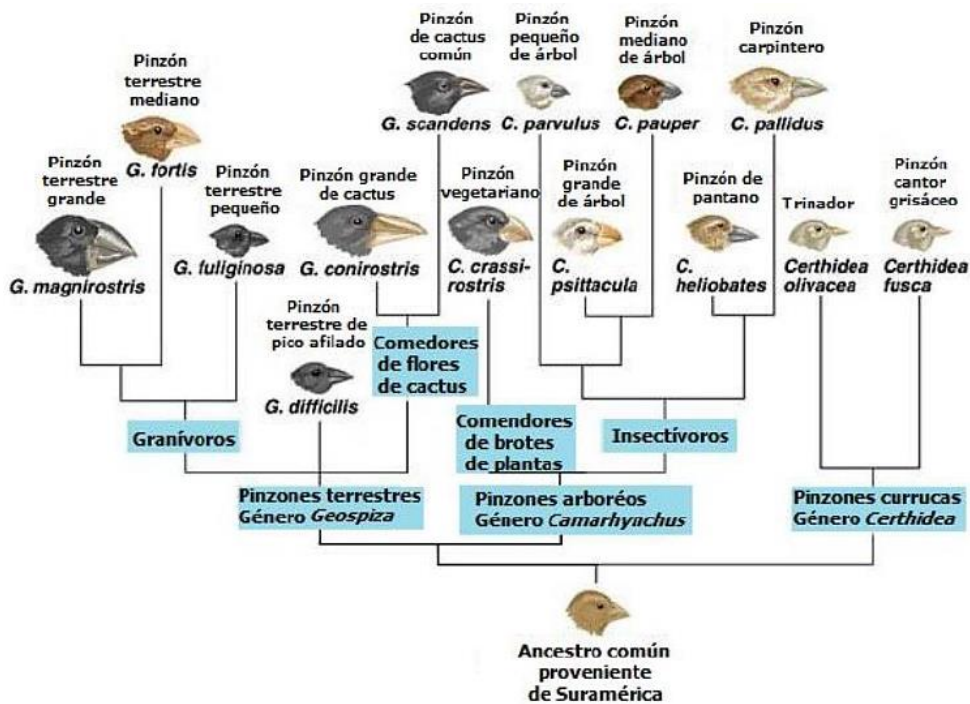 Pinzón
terrestre
grande
G. magnirostris
Pinzón
terrestre
mediano
G. fortis
Pinzón
terrestre
pequeño
G. fuliginosa
Pinzón
terrestre de
pico afilado
G. difficilis
Pinzón grande
de cactus
G. conirostris
Pinzón
de cactus
común
G. scandens
Pinzón
vegetariano
C. crassi-
rostris
Pinzón
pequeño
de árbol
C. parvulus
Pinzón
grande
de árbol
C.
psittacula
Pinzón
mediano
de árbol
C. pauper
Pinzón de
pantano
C.
heliobates
Pinzón
carpintero
C. pallidus
Trinador
Certhidea
olivacea
Pinzón
cantor
grisáceo
Certhidea
fusca
Granívoros
Comedores
de flores
de cactus
Comendores
de brotes
de plantas
Insectívoros
Pinzones terrestres
Género Geospiza
Pinzones arboréos
Género Camarhynchus
Pinzones currucas
Género Certhidea
Ancestro común
proveniente
de Suramérica